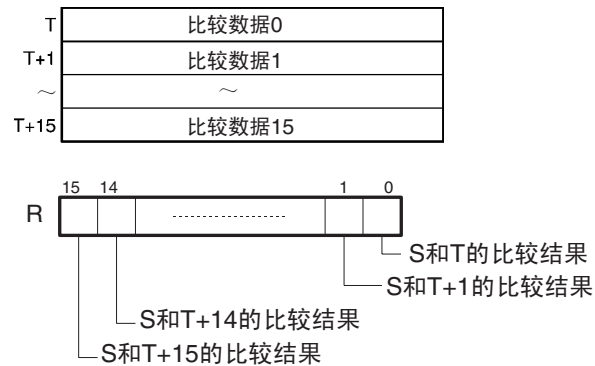 T 比较数据0
T+1 比较数据1
～ ～
T+15 比较数据15
15 14 1 0
R
S和T的比较结果
S和T+1的比较结果
S和T+14的比较结果
S和T+15的比较结果